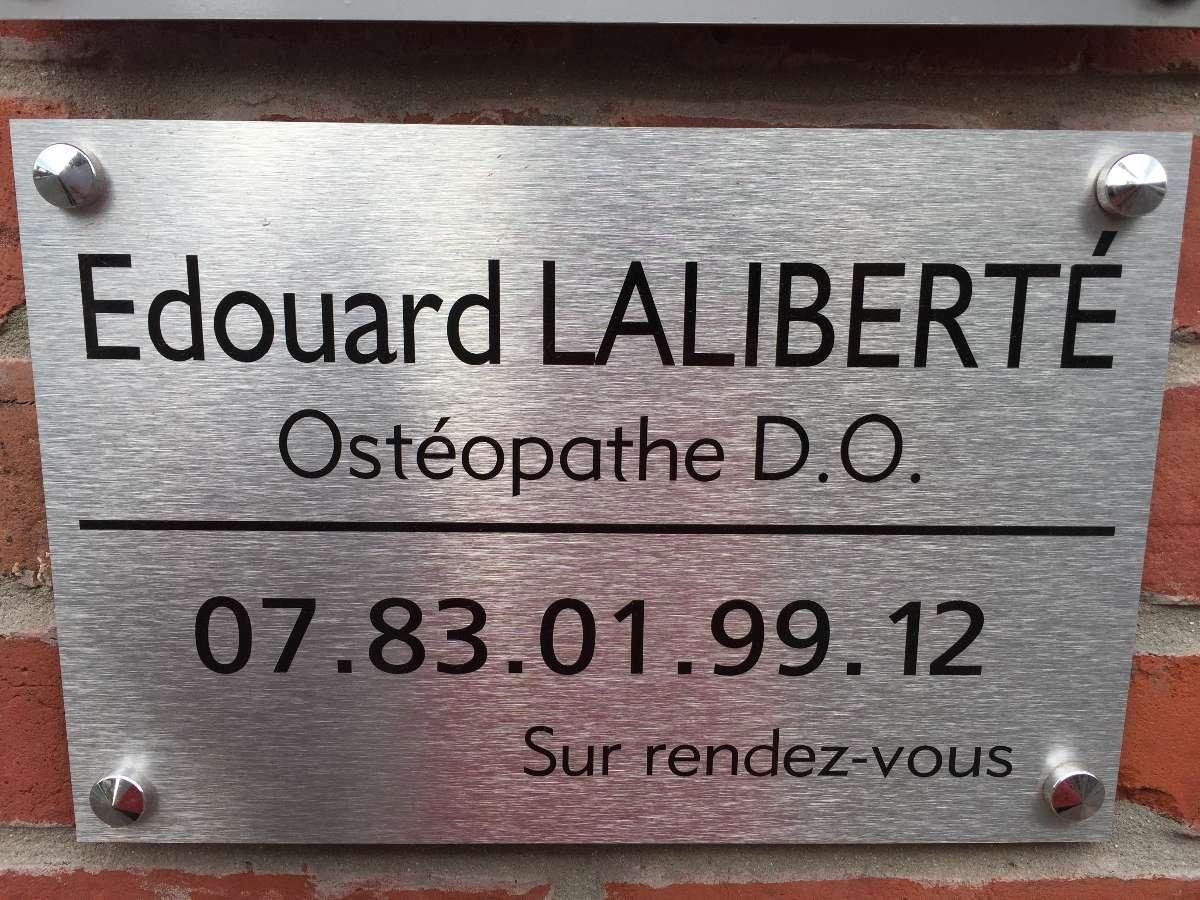 Edouard LALIBERTÉ
Ostéopathe D.O.
07.83.01.99.12
Sur rendez-vous